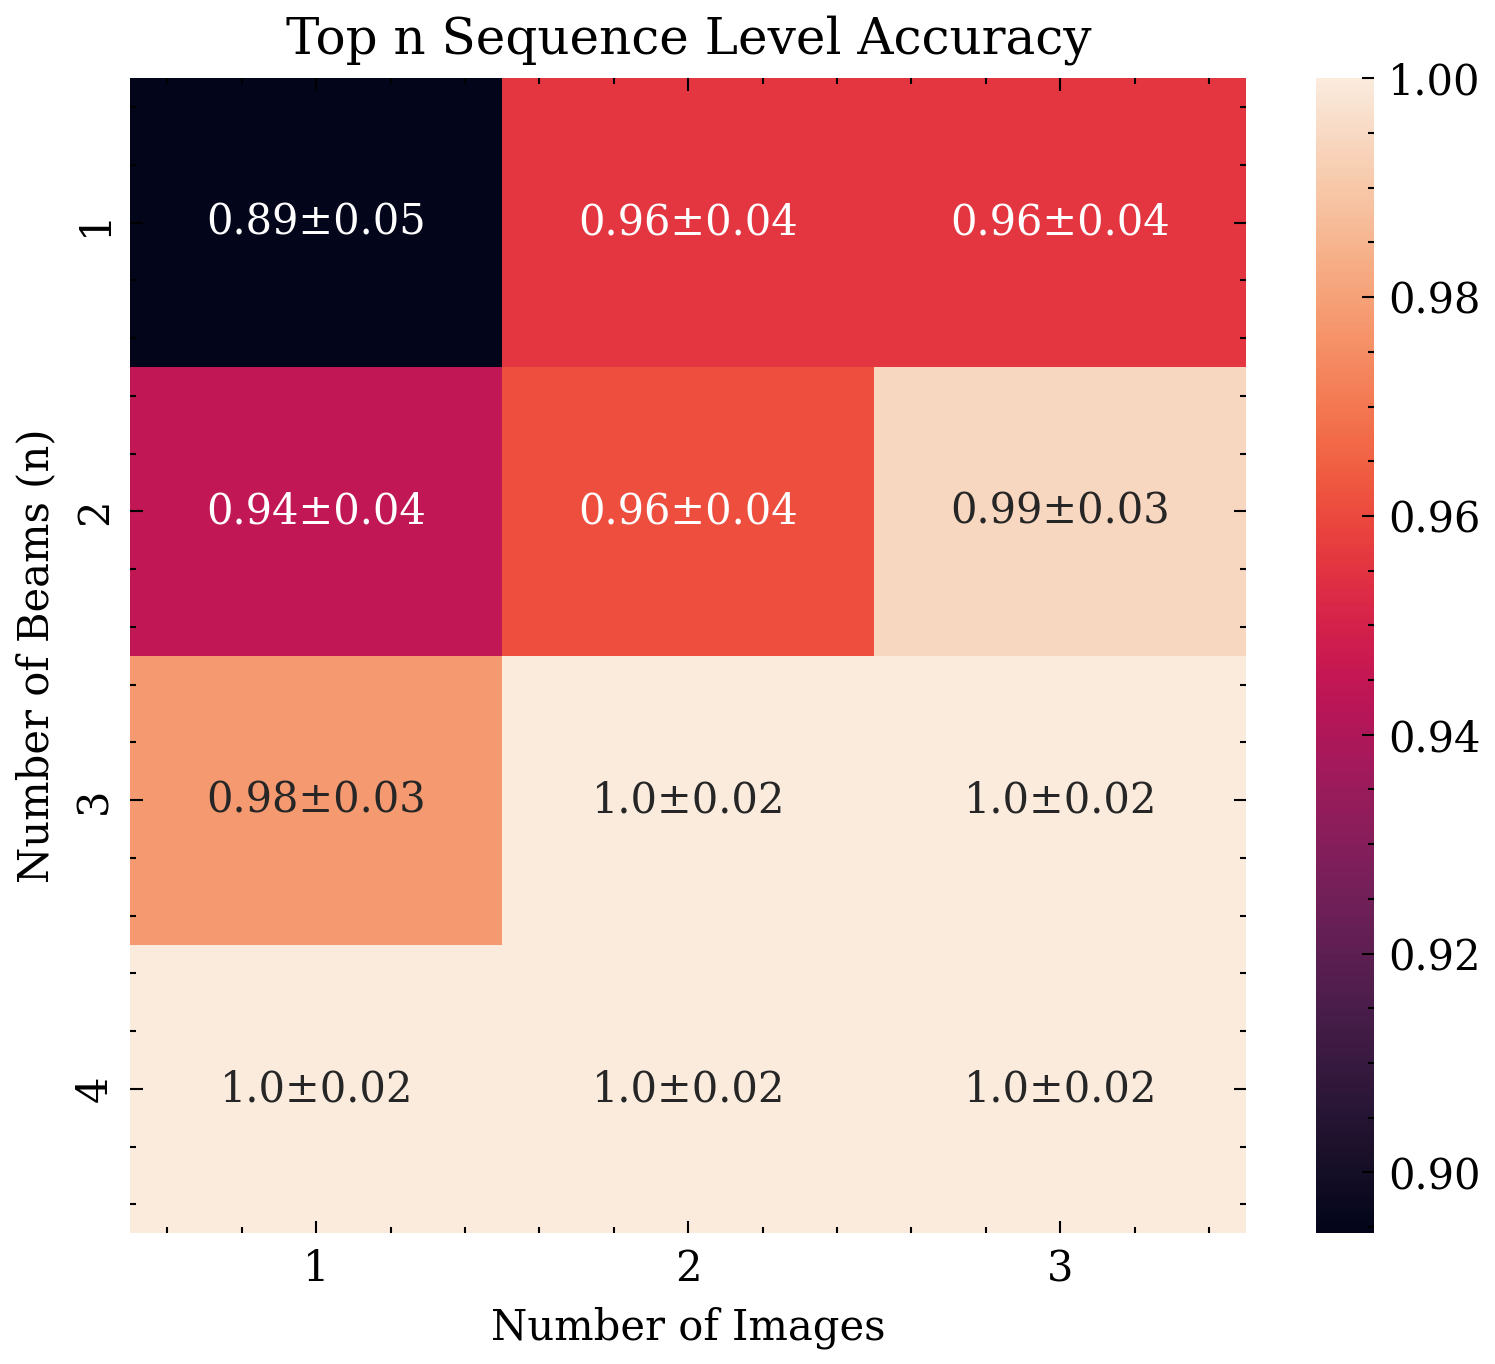 Top n Sequence Level Accuracy
0.89±0.05 0.96±0.04 0.96±0.04
0.94±0.04 0.96±0.04 0.99±0.03
0.98±0.03 1.0±0.02 1.0±0.02
1.0±0.02 1.0±0.02 1.0±0.02
1
2
3
4
Number of Beams (n)
1 2 3
Number of Images
1.00
0.98
0.96
0.94
0.92
0.90